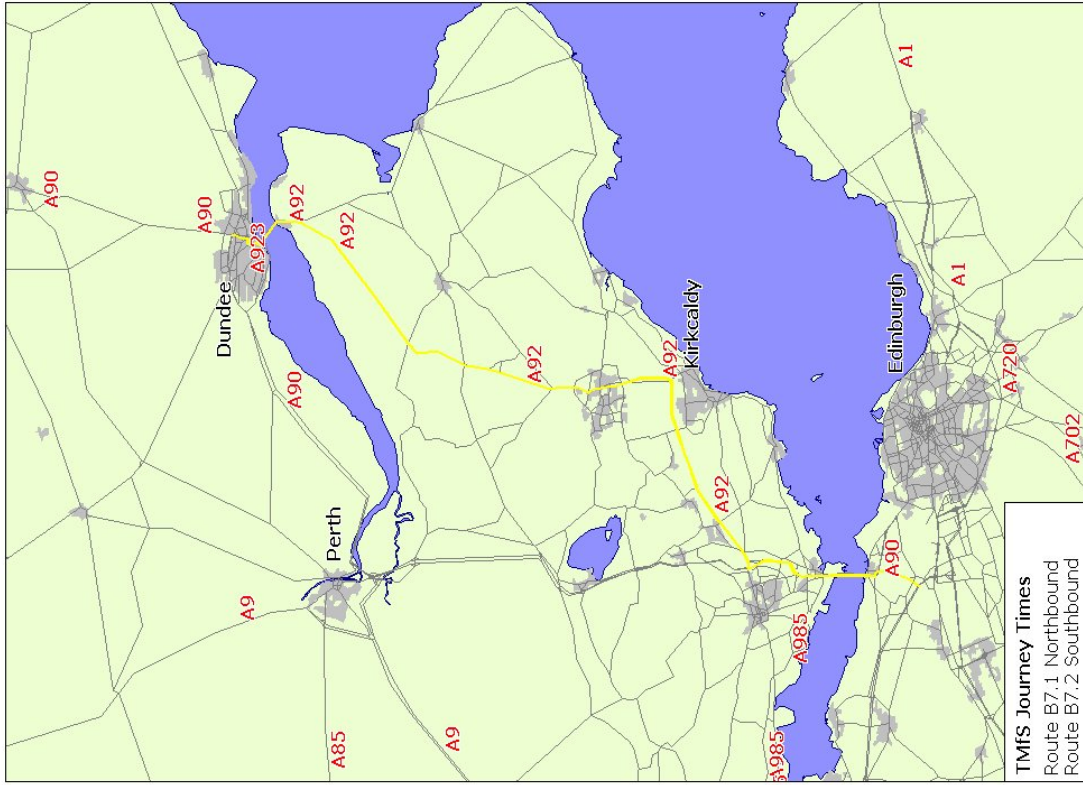 A90
A90
Dundee
A9
A923
A90
A92
Perth
A85
A92
A9
A92
A92
Kirkcaldy
A92
A985
A985
A90
Edinburgh
A1
A1
A720
A702
TMfS Journey Times
Route B7.1 Northbound
Route B7.2 Southbound